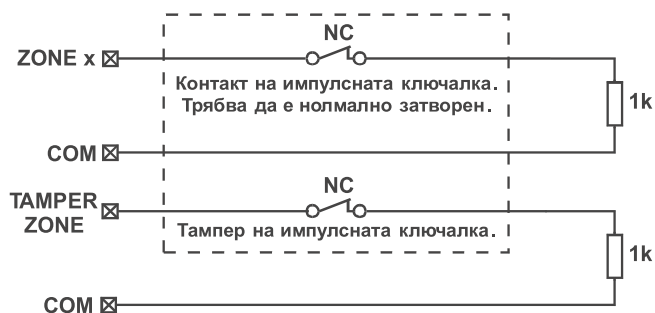 NC
ZONE x
Контакт на импулсната ключалка.
Трябва да е нолмално затворен.
1k
COM
NC
TAMPER
ZONE
Тампер на импулсната ключалка.
1k
COM